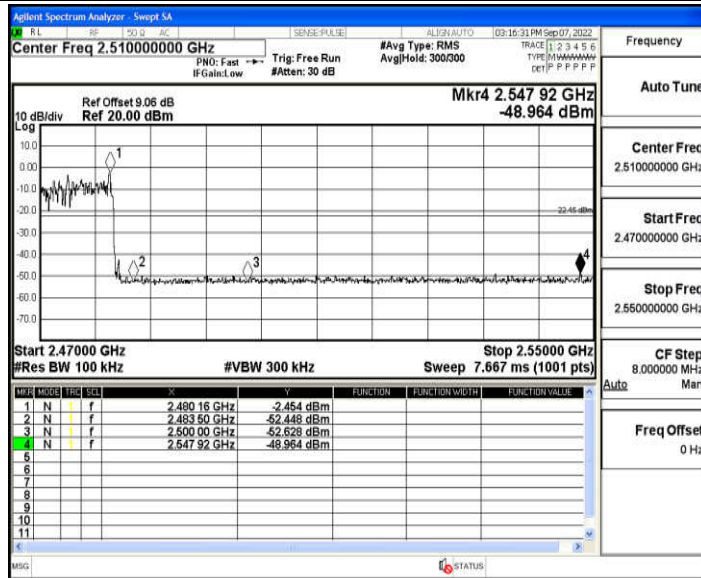 Agilent Spectrum Analyzer - Swept SA
RL RF 50 Ω AC SENSE:PULSE ALIGN AUTO 03:16:31 PM Sep 07, 2022
Center Freq 2.510000000 GHz
PNO: Fast Trig: Free Run #Avg Type: RMS TRACE 1 2 3 4 5 6
IFGain:Low #Atten: 30 dB Avg|Hold: 300/300 TYPE MWWWWW
DET P P P P P P
Ref Offset 9.06 dB Mkr4 2.547 92 GHz
10 dB/div Ref 20.00 dBm -48.964 dBm
Log
10.0
0.00
-10.0
-20.0
-30.0
-40.0
-50.0
-60.0
-70.0
1
2
3
4
Start 2.47000 GHz Stop 2.55000 GHz
#Res BW 100 kHz #VBW 300 kHz Sweep 7.667 ms (1001 pts)
MKR MODE TRC SCL X Y FUNCTION FUNCTION WIDTH FUNCTION VALUE
1 N f 2.480 16 GHz -2.454 dBm
2 N f 2.483 50 GHz -52.448 dBm
3 N f 2.500 00 GHz -52.628 dBm
4 N f 2.547 92 GHz -48.964 dBm
5
6
7
8
9
10
11
MSG STATUS
Frequency
Auto Tune
Center Freq
2.510000000 GHz
Start Freq
2.470000000 GHz
Stop Freq
2.550000000 GHz
CF Step
8.000000 MHz
Auto Man
Freq Offset
0 Hz